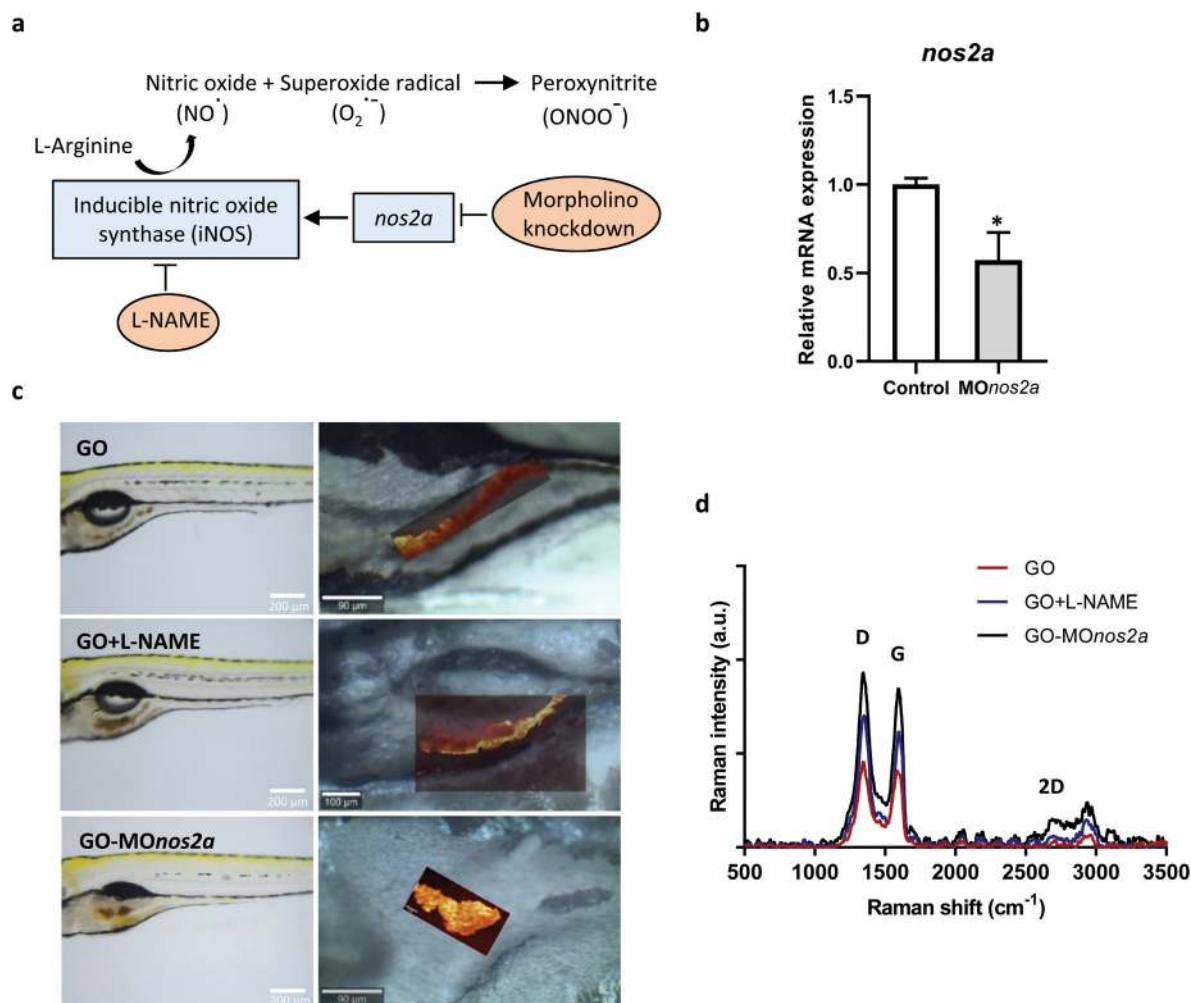 a
Nitric oxide + Superoxide radical → Peroxynitrite
(NO•) (O2•−) (ONOO−)
L-Arginine
Inducible nitric oxide
synthase (iNOS)
nos2a
Morpholino
knockdown
L-NAME
b
nos2a
Relative mRNA expression
1.5
1.0
0.5
0.0
*
Control MOnos2a
c
GO
200 μm
90 μm
GO+L-NAME
200 μm
100 μm
GO-MOnos2a
200 μm
90 μm
d
GO
GO+L-NAME
GO-MOnos2a
D
G
2D
Raman intensity (a.u.)
500 1000 1500 2000 2500 3000 3500
Raman shift (cm-1)